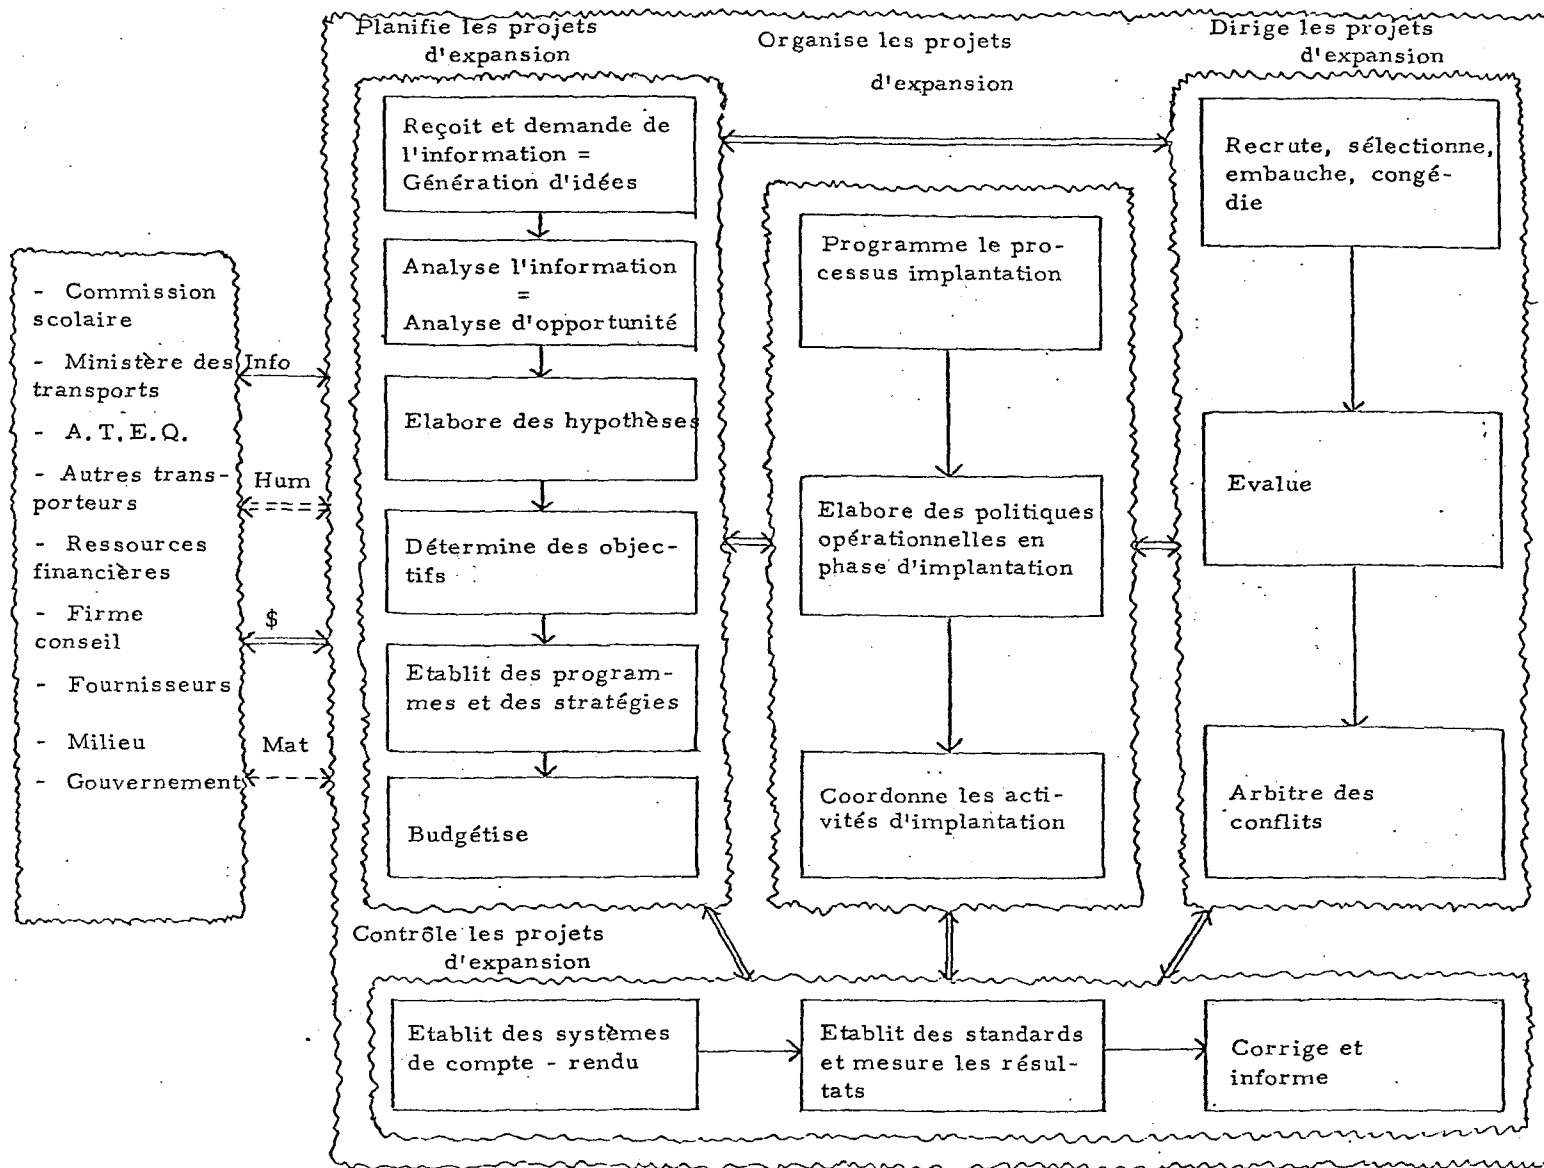 Planifie les projets
d'expansion
Organise les projets
d'expansion
Dirige les projets
d'expansion
- Commission
scolaire
- Ministère des
transports
- A.T.E.Q.
- Autres trans-
porteurs
- Ressources
financières
- Firme
conseil
- Fournisseurs
- Milieu
- Gouvernement
Info
Hum
$
Mat
Reçoit et demande de
l'information =
Génération d'idées
Analyse l'information
=
Analyse d'opportunité
Elabore des hypothèses
Détermine des objec-
tifs
Etablit des program-
mes et des stratégies
Budgétise
Programme le pro-
cessus implantation
Elabore des politiques
opérationnelles en
phase d'implantation
Coordonne les acti-
vités d'implantation
Recrute, sélectionne,
embauche, congé-
die
Evalue
Arbitre des
conflits
Contrôle les projets
d'expansion
Etablit des systèmes
de compte - rendu
Etablit des standards
et mesure les résul-
tats
Corrige et
informe